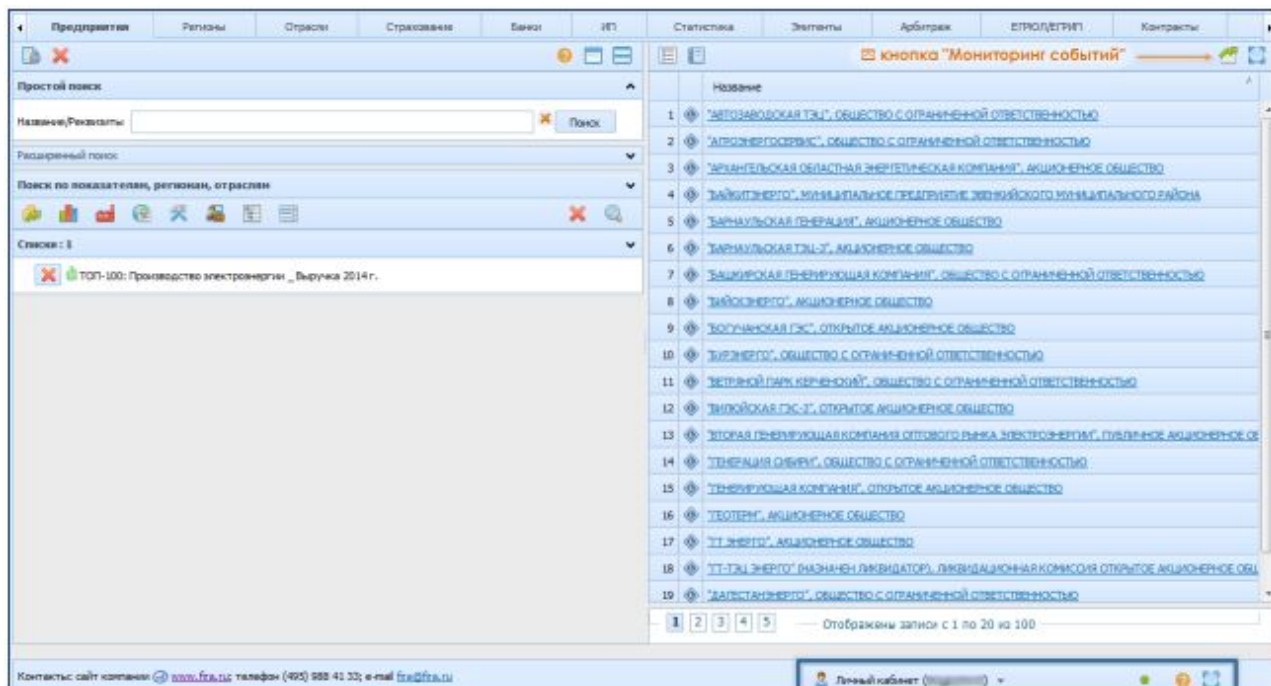 Предприятия Регионы Отрасли Страхование Банки ИП Статистика Эмитенты Арбитраж ЕГРЮЛ/ЕГРИП Контракты
кнопка "Мониторинг событий"
Простой поиск
Название/Реквизиты Поиск
Расширенный поиск
Поиск по показателям, регионам, отраслям
Списки : 1
ТОП-100: Производство электроэнергии _ Выручка 2014 г.
Название
1 "АВТОЗАВОДСКАЯ ТЭЦ", ОБЩЕСТВО С ОГРАНИЧЕННОЙ ОТВЕТСТВЕННОСТЬЮ
2 "АГРОЭНЕРГОСЕРВИС", ОБЩЕСТВО С ОГРАНИЧЕННОЙ ОТВЕТСТВЕННОСТЬЮ
3 "АРХАНГЕЛЬСКАЯ ОБЛАСТНАЯ ЭНЕРГЕТИЧЕСКАЯ КОМПАНИЯ", АКЦИОНЕРНОЕ ОБЩЕСТВО
4 "БАЙКИТЭНЕРГО", МУНИЦИПАЛЬНОЕ ПРЕДПРИЯТИЕ ЭВЕНКИЙСКОГО МУНИЦИПАЛЬНОГО РАЙОНА
5 "БАРНАУЛЬСКАЯ ГЕНЕРАЦИЯ", АКЦИОНЕРНОЕ ОБЩЕСТВО
6 "БАРНАУЛЬСКАЯ ТЭЦ-3", АКЦИОНЕРНОЕ ОБЩЕСТВО
7 "БАШКИРСКАЯ ГЕНЕРИРУЮЩАЯ КОМПАНИЯ", ОБЩЕСТВО С ОГРАНИЧЕННОЙ ОТВЕТСТВЕННОСТЬЮ
8 "БИЙСКЭНЕРГО", АКЦИОНЕРНОЕ ОБЩЕСТВО
9 "БОГУЧАНСКАЯ ГЭС", ОТКРЫТОЕ АКЦИОНЕРНОЕ ОБЩЕСТВО
10 "БУРЭНЕРГО", ОБЩЕСТВО С ОГРАНИЧЕННОЙ ОТВЕТСТВЕННОСТЬЮ
11 "ВЕТРЯНОЙ ПАРК КЕРЧЕНСКИЙ", ОБЩЕСТВО С ОГРАНИЧЕННОЙ ОТВЕТСТВЕННОСТЬЮ
12 "ВИЛЮЙСКАЯ ГЭС-3", ОТКРЫТОЕ АКЦИОНЕРНОЕ ОБЩЕСТВО
13 "ВТОРАЯ ГЕНЕРИРУЮЩАЯ КОМПАНИЯ ОПТОВОГО РЫНКА ЭЛЕКТРОЭНЕРГИИ", ПУБЛИЧНОЕ АКЦИОНЕРНОЕ ОБ
14 "ГЕНЕРАЦИЯ СИБИРИ", ОБЩЕСТВО С ОГРАНИЧЕННОЙ ОТВЕТСТВЕННОСТЬЮ
15 "ГЕНЕРИРУЮЩАЯ КОМПАНИЯ", ОТКРЫТОЕ АКЦИОНЕРНОЕ ОБЩЕСТВО
16 "ГЕОТЕРМ", АКЦИОНЕРНОЕ ОБЩЕСТВО
17 "ГТ ЭНЕРГО", АКЦИОНЕРНОЕ ОБЩЕСТВО
18 "ГТ-ТЭЦ ЭНЕРГО" (НАЗНАЧЕН ЛИКВИДАТОР), ЛИКВИДАЦИОННАЯ КОМИССИЯ ОТКРЫТОЕ АКЦИОНЕРНОЕ ОБЩ
19 "ДАГЕСТАНЭНЕРГО", ОБЩЕСТВО С ОГРАНИЧЕННОЙ ОТВЕТСТВЕННОСТЬЮ
1 2 3 4 5 Отображены записи с 1 по 20 из 100
Контакты: сайт компании www.fira.ru; телефон (495) 988 41 33; e-mail fira@fira.ru
Личный кабинет (